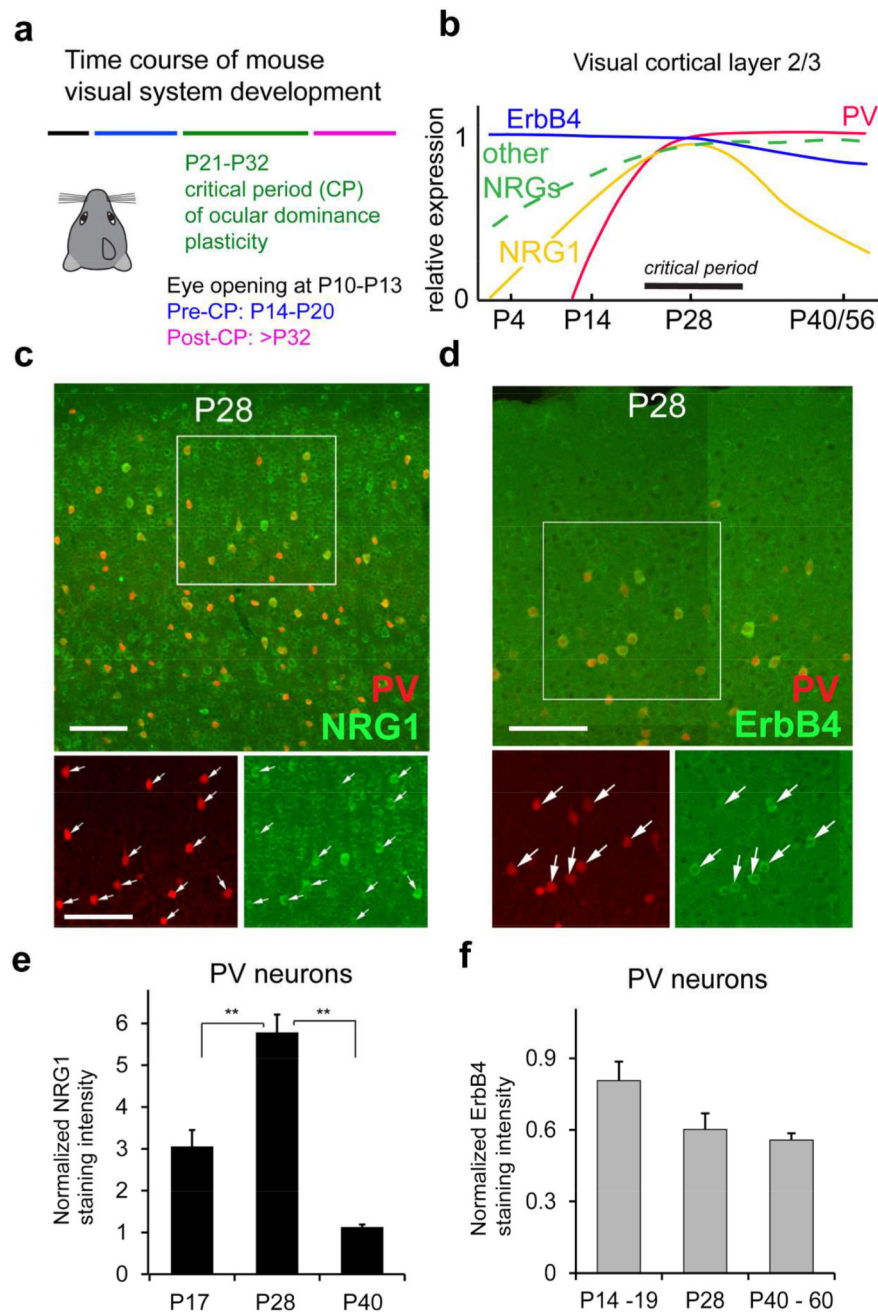 a
Time course of mouse
visual system development
P21-P32
critical period (CP)
of ocular dominance
plasticity
Eye opening at P10-P13
Pre-CP: P14-P20
Post-CP: >P32
b
Visual cortical layer 2/3
relative expression
1
0
ErbB4
PV
other
NRGs
NRG1
critical period
P4 P14 P28 P40/56
c
P28
PV
NRG1
d
P28
PV
ErbB4
e
PV neurons
Normalized NRG1
staining intensity
6
5
4
3
2
1
0
** **
P17 P28 P40
f
PV neurons
Normalized ErbB4
staining intensity
0.9
0.6
0.3
0
P14 -19 P28 P40 - 60